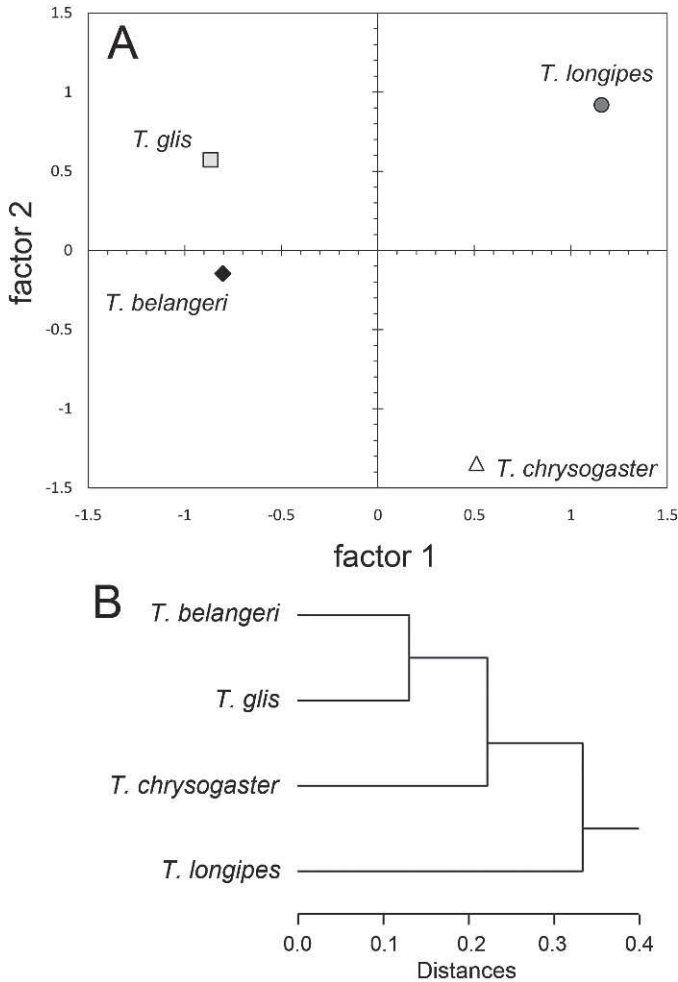 A
1.5
T. longipes
1
T. glis
0.5
factor 2
0
T. belangeri
-0.5
-1
T. chrysogaster
-1.5
-1.5 -1 -0.5 0 0.5 1 1.5
factor 1
B
T. belangeri
T. glis
T. chrysogaster
T. longipes
0.0 0.1 0.2 0.3 0.4
Distances